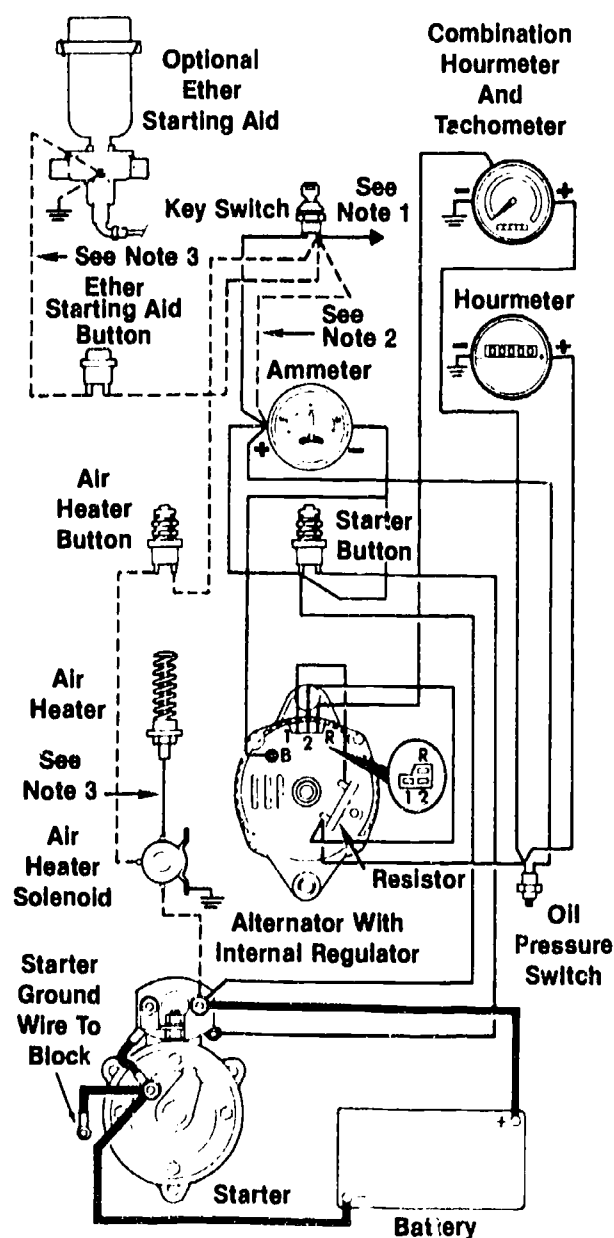 Optional
Ether
Starting Aid
Combination
Hourmeter
And
Tachometer
Key Switch
See
Note 1
- +
See Note 3
Ether
Starting Aid
Button
See
Note 2
Hourmeter
- 00000 +
Ammeter
+ -
Air
Heater
Button
Starter
Button
Air
Heater
1 2 R
B
R
1 2
See
Note 3
Resistor
Air
Heater
Solenoid
Alternator With
Internal Regulator
Oil
Pressure
Switch
Starter
Ground
Wire To
Block
Starter
+
-
Battery